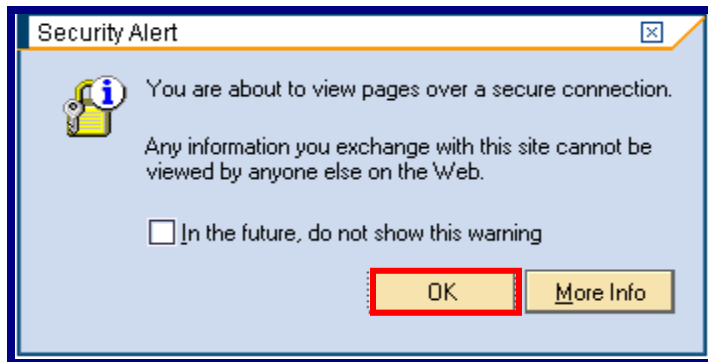 Security Alert
You are about to view pages over a secure connection.
Any information you exchange with this site cannot be
viewed by anyone else on the Web.
In the future, do not show this warning
OK
More Info